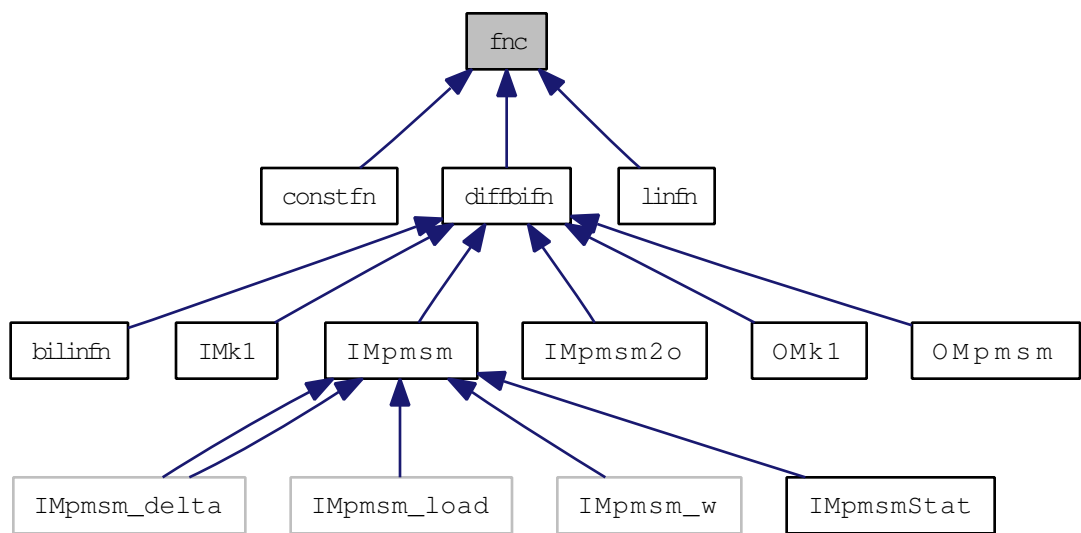 fnc
constfn
diffbifn
linfn
bilinfn
IMk1
IMpmsm
IMpmsm2o
OMk1
OMpmsm
IMpmsm_delta
IMpmsm_load
IMpmsm_w
IMpmsmStat